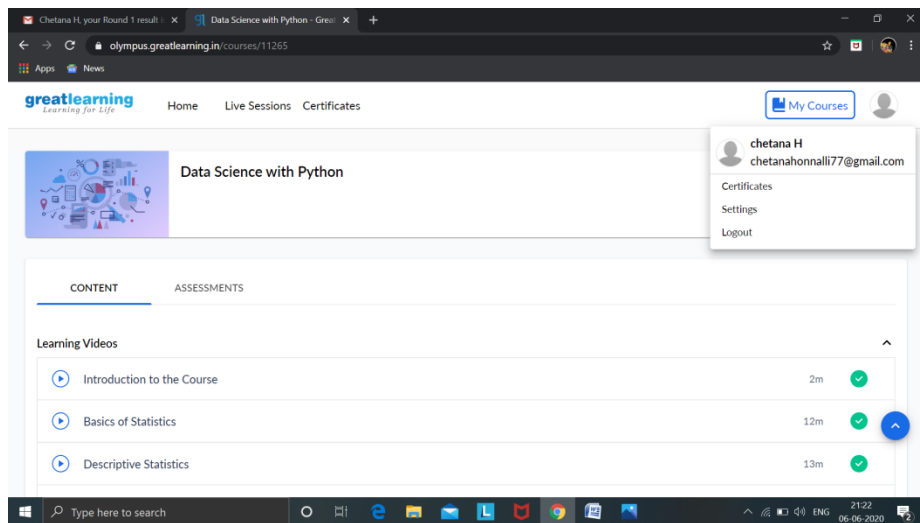 Chetana H, your Round 1 result i
Data Science with Python - Great
olympus.greatlearning.in/courses/11265
Apps News
greatlearning
Learning for Life
Home Live Sessions Certificates
My Courses
chetana H
chetanahonnalli77@gmail.com
Certificates
Settings
Logout
Data Science with Python
CONTENT ASSESSMENTS
Learning Videos
Introduction to the Course 2m
Basics of Statistics 12m
Descriptive Statistics 13m
Type here to search
ENG
21:22
06-06-2020